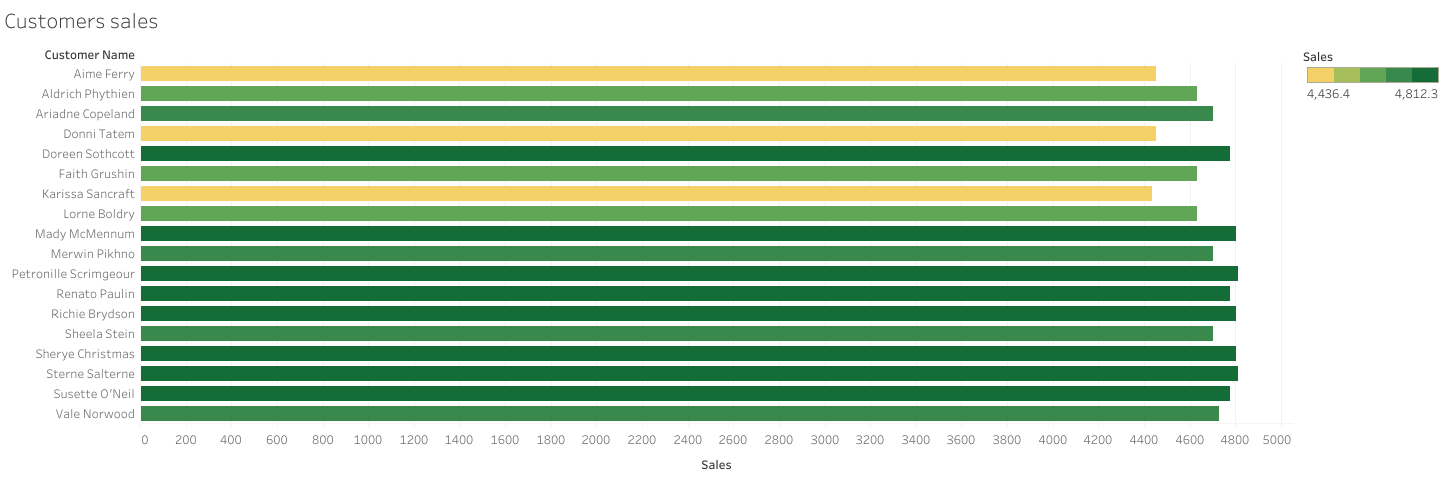 Customers sales
Customer Name
Sales
4,436.4 4,812.3
Aime Ferry
Aldrich Phythien
Ariadne Copeland
Donni Tatem
Doreen Sothcott
Faith Grushin
Karissa Sancraft
Lorne Boldry
Mady McMennum
Merwin Pikhno
Petronille Scrimgeour
Renato Paulin
Richie Brydson
Sheela Stein
Sherye Christmas
Sterne Salterne
Susette O'Neil
Vale Norwood
0 200 400 600 800 1000 1200 1400 1600 1800 2000 2200 2400 2600 2800 3000 3200 3400 3600 3800 4000 4200 4400 4600 4800 5000
Sales